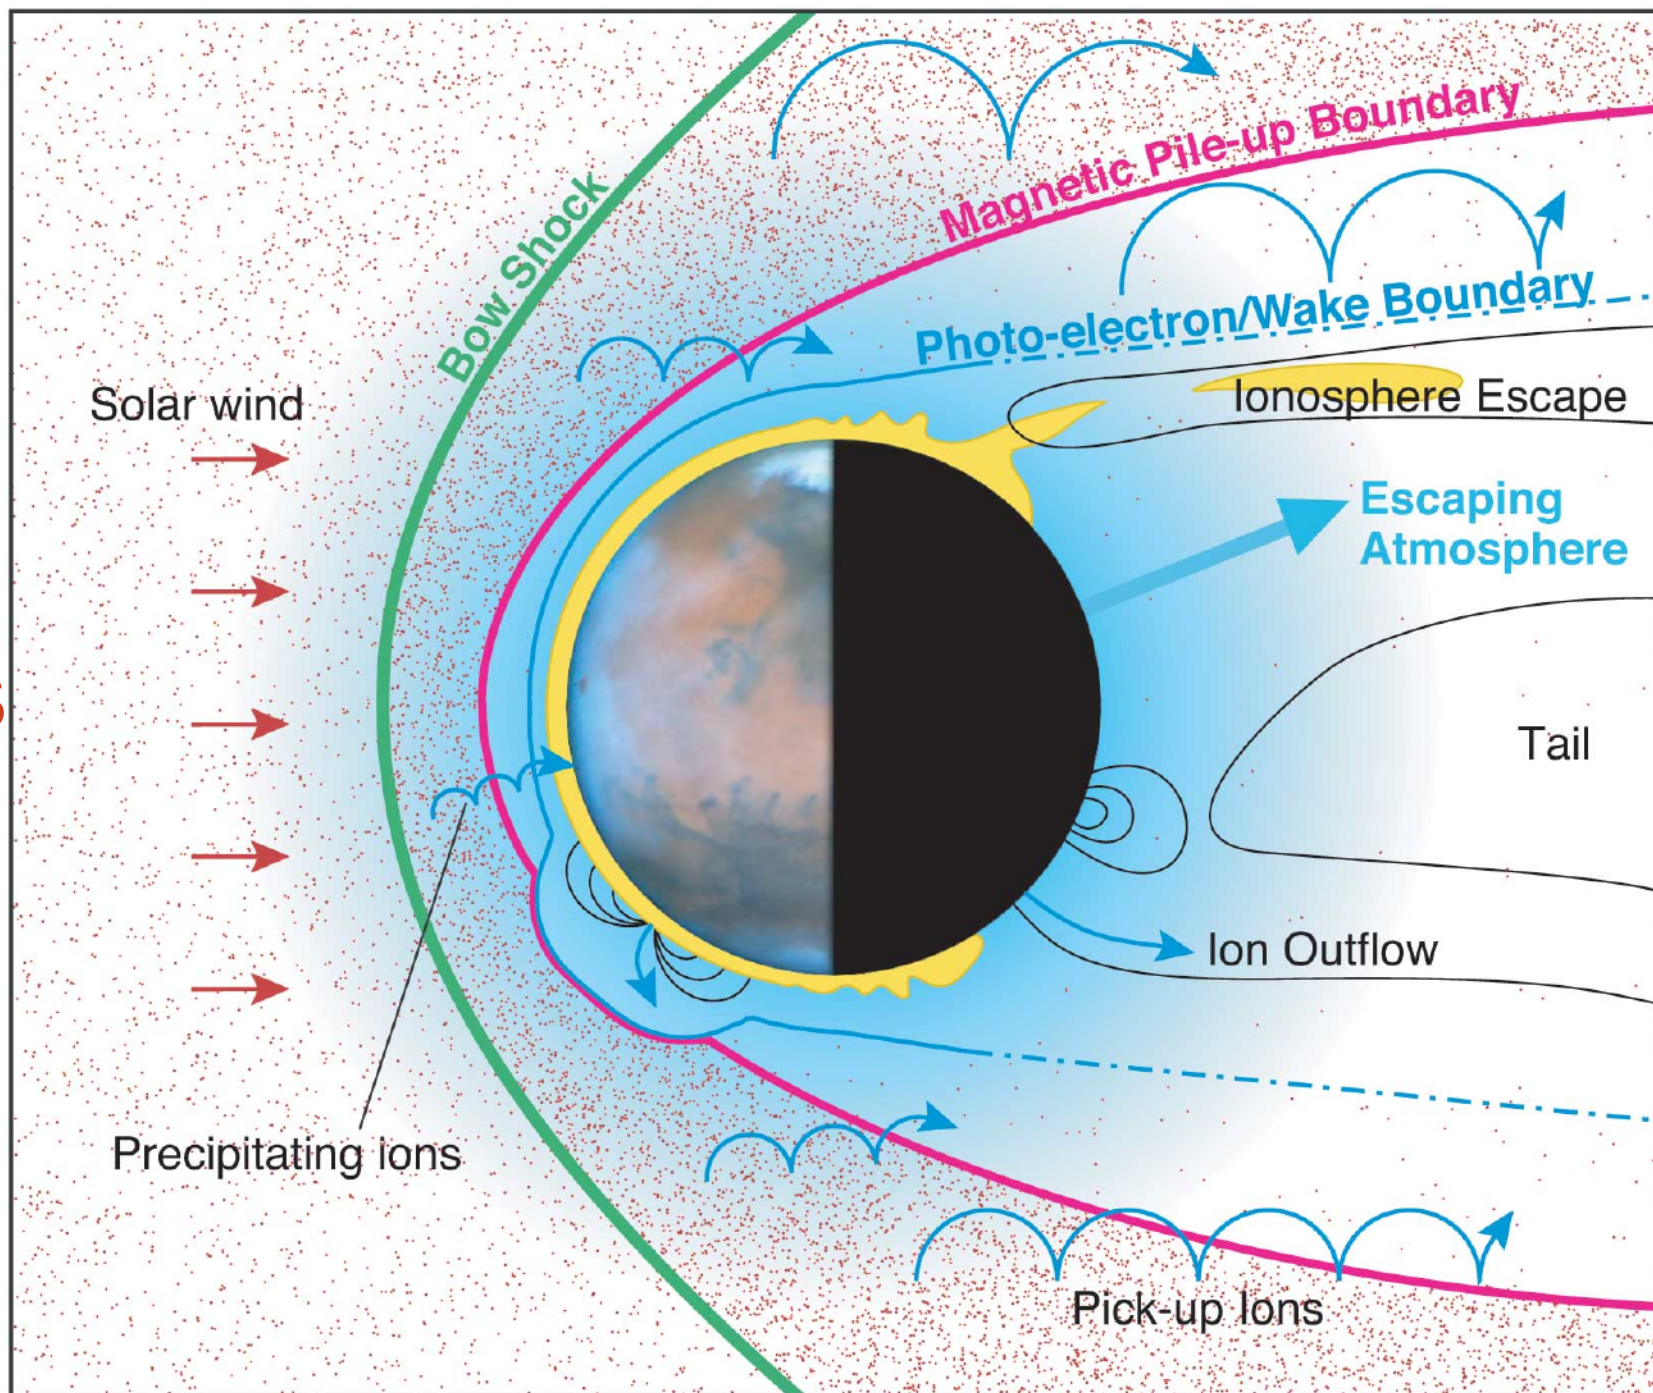 Magnetic Pile-up Boundary
Bow Shock
Photo-electron/Wake Boundary
Solar wind
Ionosphere Escape
Escaping
Atmosphere
Tail
Ion Outflow
Precipitating ions
Pick-up Ions